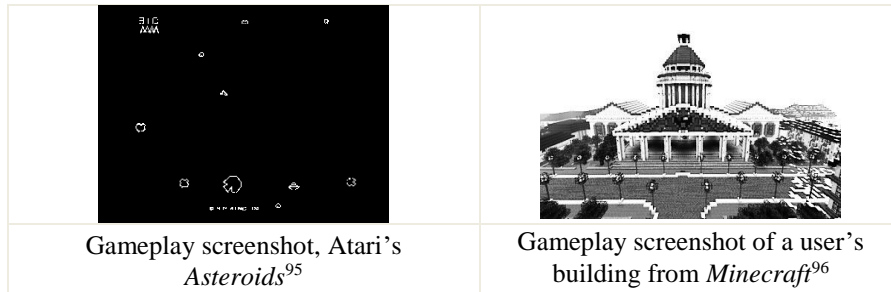 Gameplay screenshot, Atari’s
Asteroids95
Gameplay screenshot of a user’s
building from Minecraft96